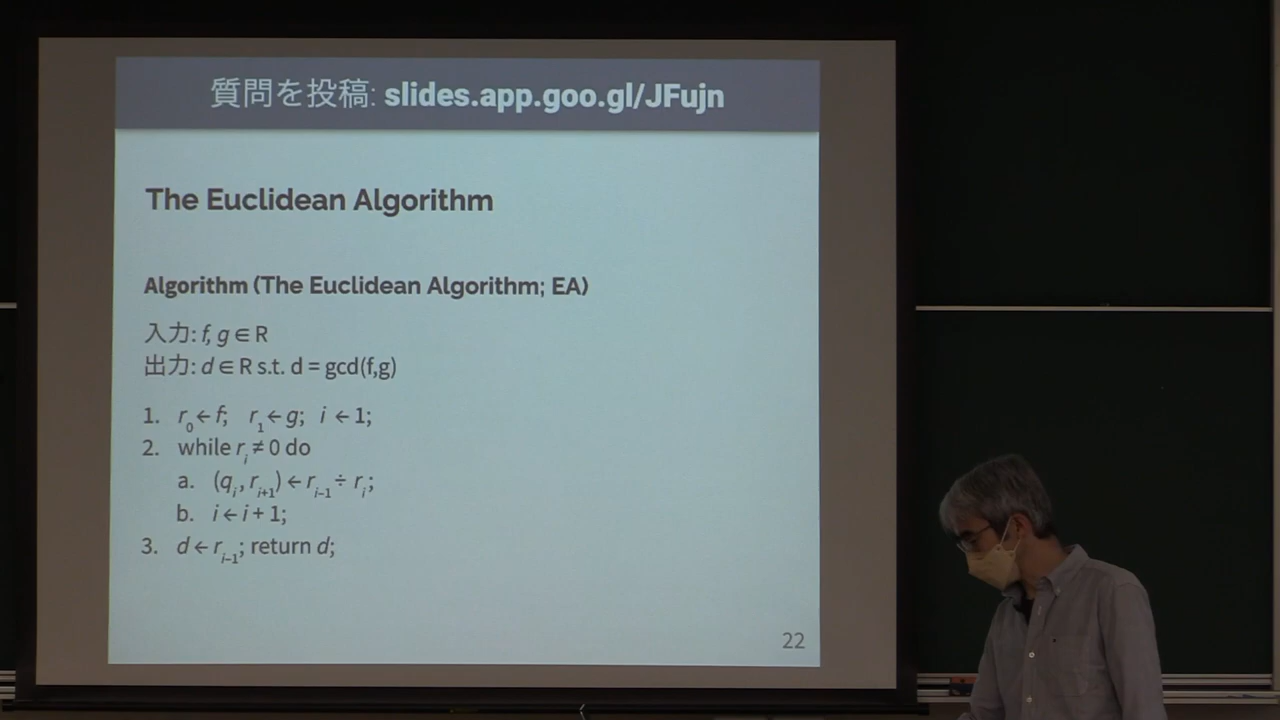 質問を投稿: slides.app.goo.gl/JFujn
The Euclidean Algorithm
Algorithm (The Euclidean Algorithm; EA)
入力: f, g ∈ R
出力: d ∈ R s.t. d = gcd(f,g)
1. r₀ ← f; r₁ ← g; i ← 1;
2. while rᵢ ≠ 0 do
a. (qᵢ, rᵢ₊₁) ← rᵢ₋₁ ÷ rᵢ;
b. i ← i + 1;
3. d ← rᵢ₋₁; return d;
22